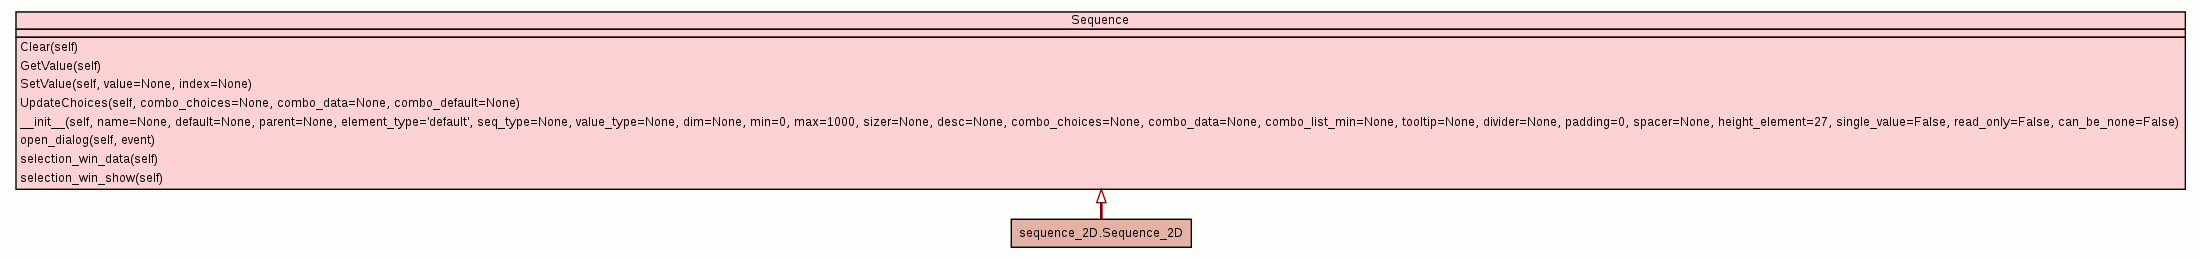 Sequence
Clear(self)
GetValue(self)
SetValue(self, value=None, index=None)
UpdateChoices(self, combo_choices=None, combo_data=None, combo_default=None)
__init__(self, name=None, default=None, parent=None, element_type='default', seq_type=None, value_type=None, dim=None, min=0, max=1000, sizer=None, desc=None, combo_choices=None, combo_data=None, combo_list_min=None, tooltip=None, divider=None, padding=0, spacer=None, height_element=27, single_value=False, read_only=False, can_be_none=False)
open_dialog(self, event)
selection_win_data(self)
selection_win_show(self)
sequence_2D.Sequence_2D